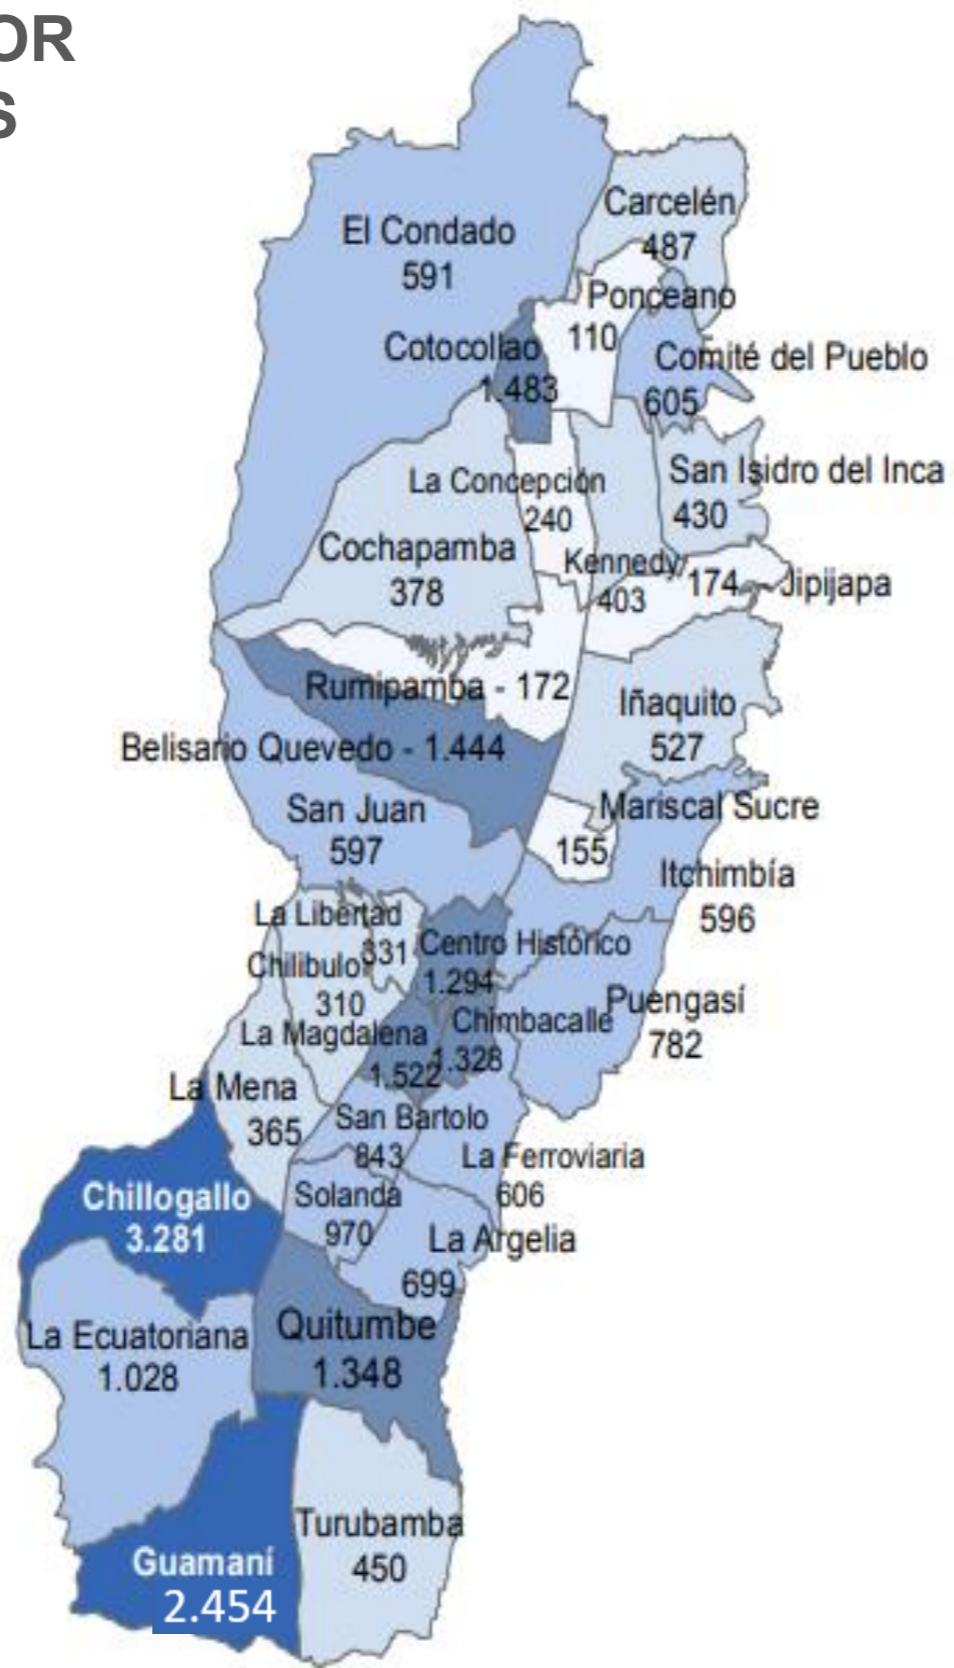 OR
S
Carcelén
487
El Condado
591
Ponceano
110
Cotocollao
1.483
Comité del Pueblo
605
La Concepción
240
San Isidro del Inca
430
Cochapamba
378
Kennedy
403
174
Jipijapa
Rumipamba - 172
Iñaquito
527
Belisario Quevedo - 1.444
San Juan
597
Mariscal Sucre
155
Itchimbía
596
La Libertad
331
Centro Histórico
1.294
Chilibulo
310
Puengasí
782
La Magdalena
1.522
Chimbacalle
1.328
La Mena
365
San Bartolo
843
La Ferroviaria
606
Chillogallo
3.281
Solanda
970
La Argelia
699
La Ecuatoriana
1.028
Quitumbe
1.348
Turubamba
450
Guamaní
2.454